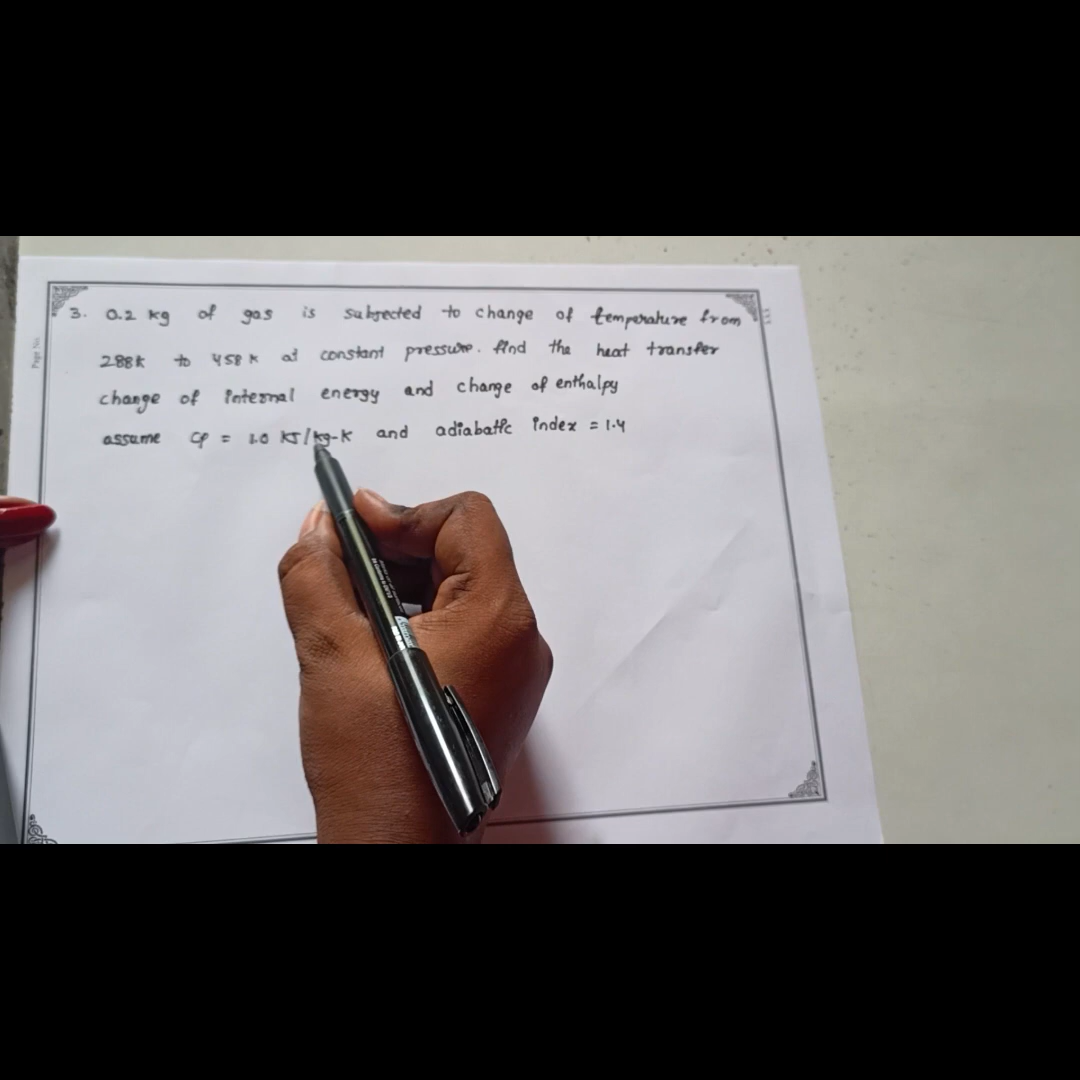 3. 0.2 kg of gas is subjected to change of temperature from
288K to 458 K at constant pressure. find the heat transfer
change of internal energy and change of enthalpy
assume Cp = 1.0 KJ/kg-K and adiabatic index = 1.4
Page No.